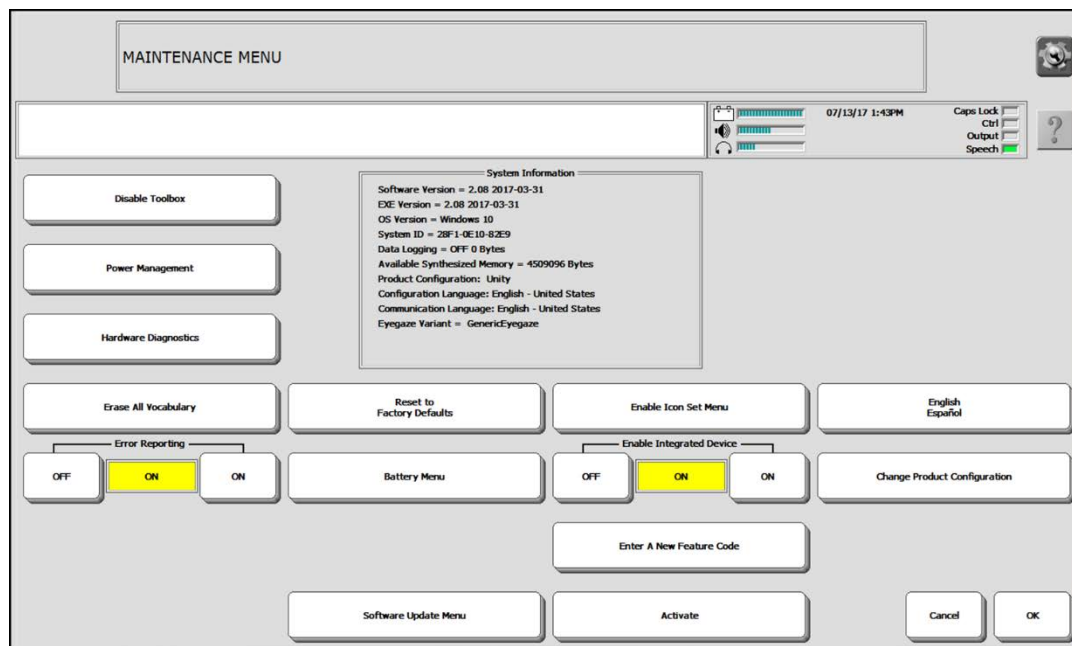 MAINTENANCE MENU
07/13/17 1:43PM
Caps Lock
Ctrl
Output
Speech
?
System Information
Software Version = 2.08 2017-03-31
EXE Version = 2.08 2017-03-31
OS Version = Windows 10
System ID = 28F1-0E10-82E9
Data Logging = OFF 0 Bytes
Available Synthesized Memory = 4509096 Bytes
Product Configuration: Unity
Configuration Language: English - United States
Communication Language: English - United States
Eyegaze Variant = GenericEyegaze
Disable Toolbox
Power Management
Hardware Diagnostics
Erase All Vocabulary
Reset to
Factory Defaults
Enable Icon Set Menu
English
Español
Error Reporting
OFF ON ON
Battery Menu
Enable Integrated Device
OFF ON ON
Change Product Configuration
Enter A New Feature Code
Software Update Menu
Activate
Cancel
OK